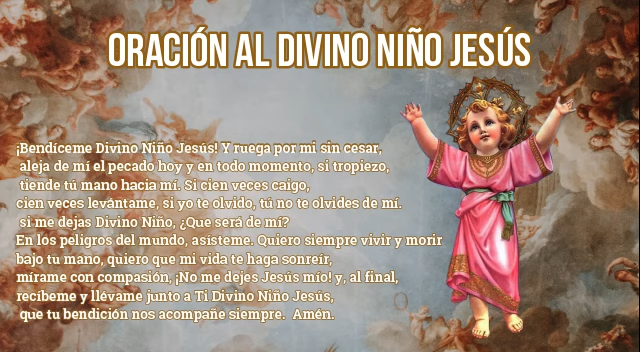 ORACIÓN AL DIVINO NIÑO JESÚS
¡Bendíceme Divino Niño Jesús! Y ruega por mi sin cesar,
aleja de mí el pecado hoy y en todo momento, si tropiezo,
tiende tú mano hacia mí. Si cien veces caigo,
cien veces levántame, si yo te olvido, tú no te olvides de mí.
si me dejas Divino Niño, ¿Que será de mí?
En los peligros del mundo, asísteme. Quiero siempre vivir y morir
bajo tu mano, quiero que mi vida te haga sonreír,
mírame con compasión, ¡No me dejes Jesús mío! y, al final,
recíbeme y llévame junto a Ti Divino Niño Jesús,
que tu bendición nos acompañe siempre. Amén.